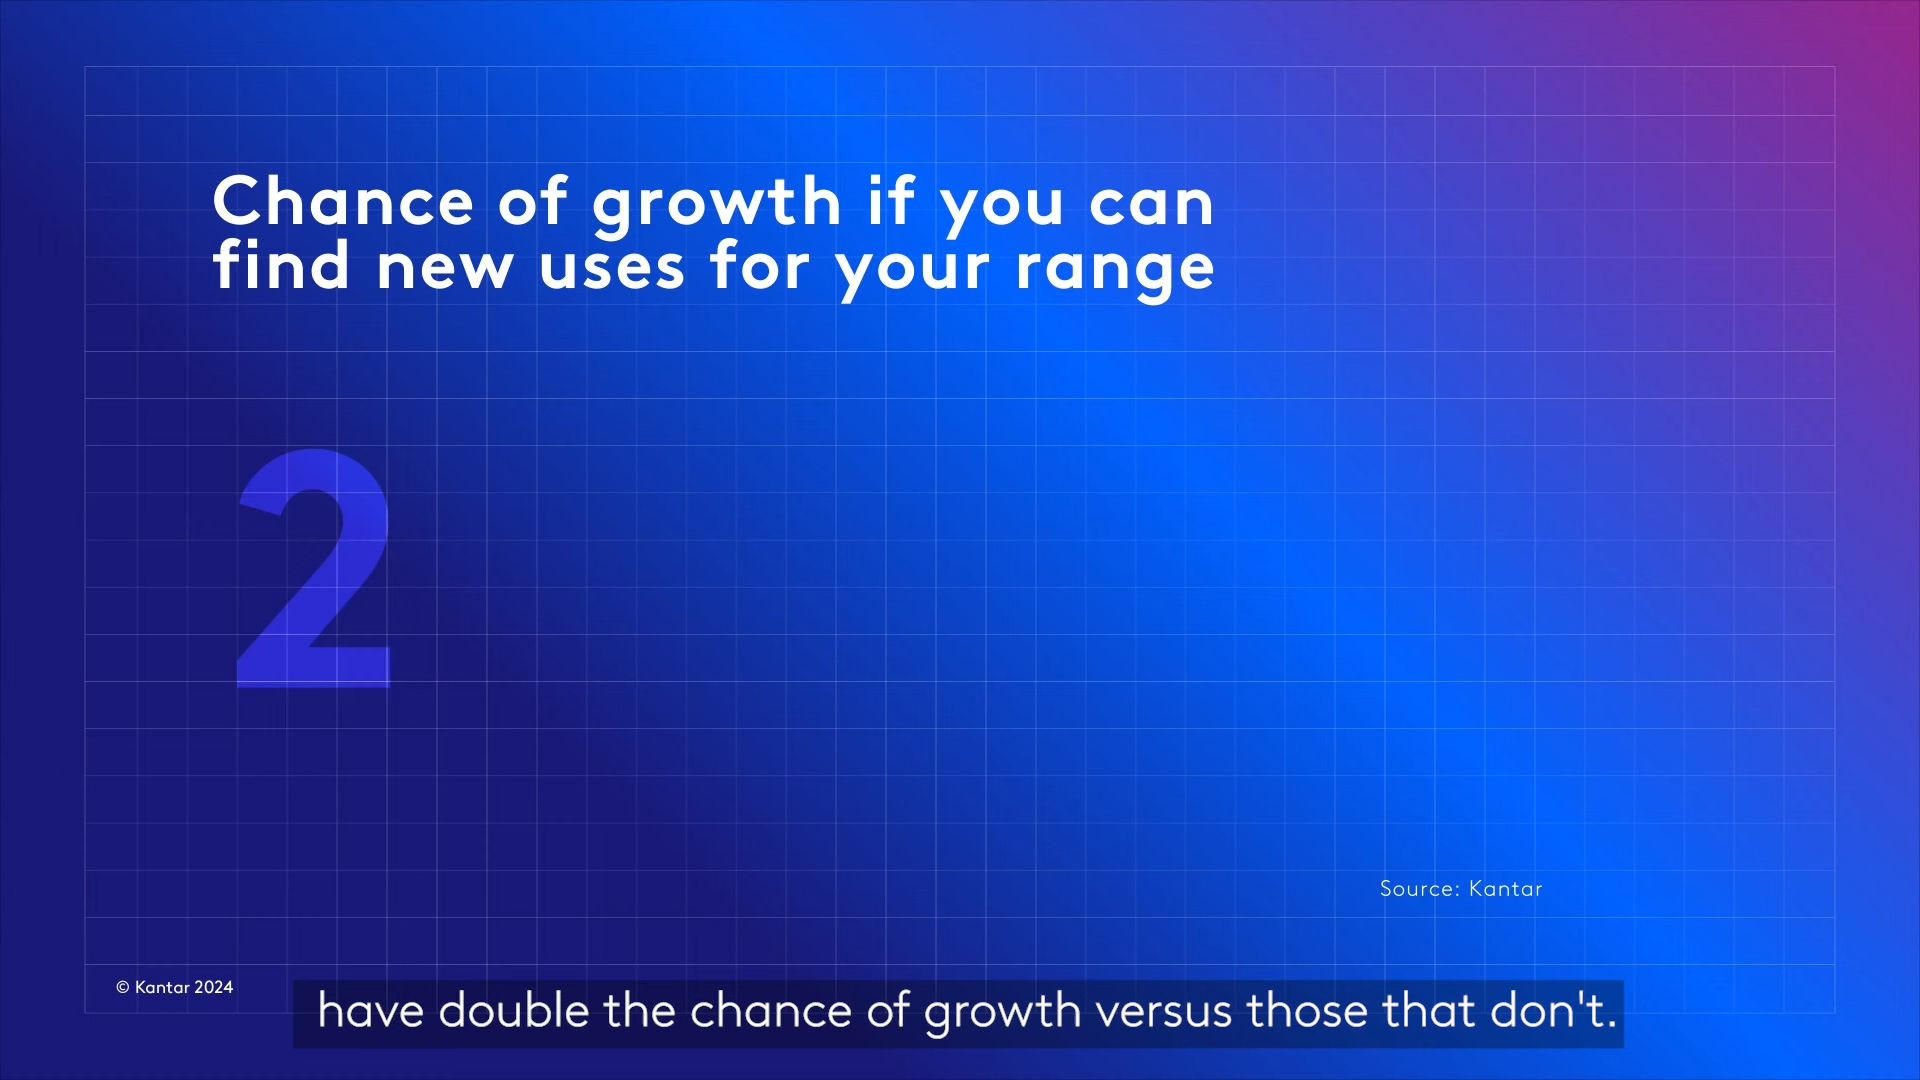 Chance of growth if you can
find new uses for your range
2
Source: Kantar
© Kantar 2024
have double the chance of growth versus those that don't.